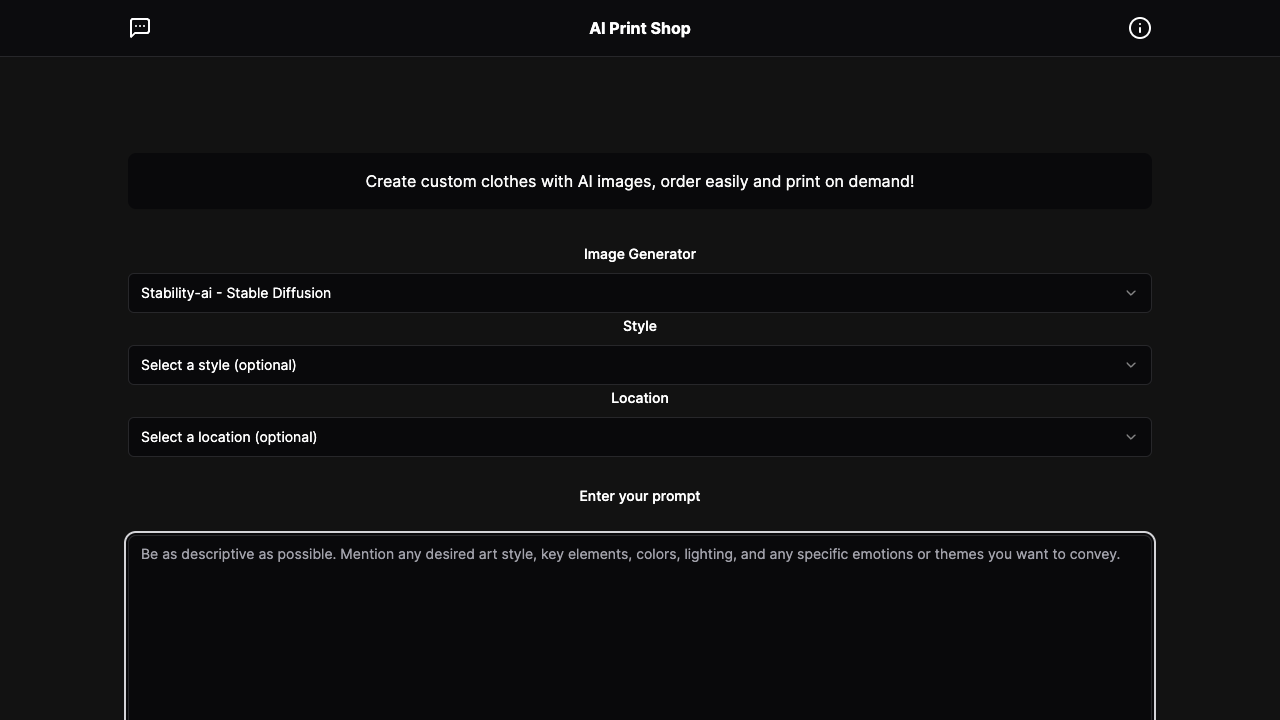 AI Print Shop
Create custom clothes with AI images, order easily and print on demand!
Image Generator
Stability-ai - Stable Diffusion
Style
Select a style (optional)
Location
Select a location (optional)
Enter your prompt
Be as descriptive as possible. Mention any desired art style, key elements, colors, lighting, and any specific emotions or themes you want to convey.